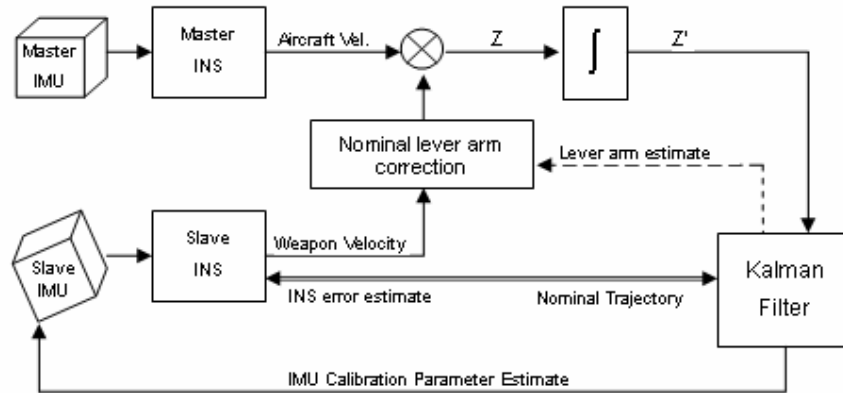 Master
IMU
Master
INS
Aircraft Vel.
Z
∫
Z'
Nominal lever arm
correction
Lever arm estimate
Slave
IMU
Slave
INS
Weapon Velocity
INS error estimate
Nominal Trajectory
Kalman
Filter
IMU Calibration Parameter Estimate